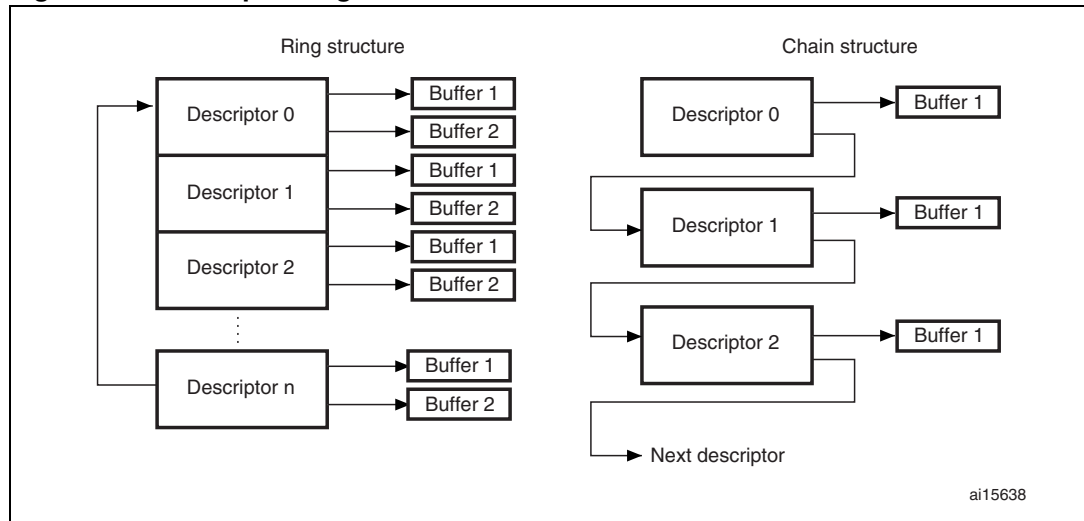 Ring structure
Descriptor 0
Buffer 1
Buffer 2
Descriptor 1
Buffer 1
Buffer 2
Descriptor 2
Buffer 1
Buffer 2
Descriptor n
Buffer 1
Buffer 2
Chain structure
Descriptor 0
Buffer 1
Descriptor 1
Buffer 1
Descriptor 2
Buffer 1
Next descriptor
ai15638